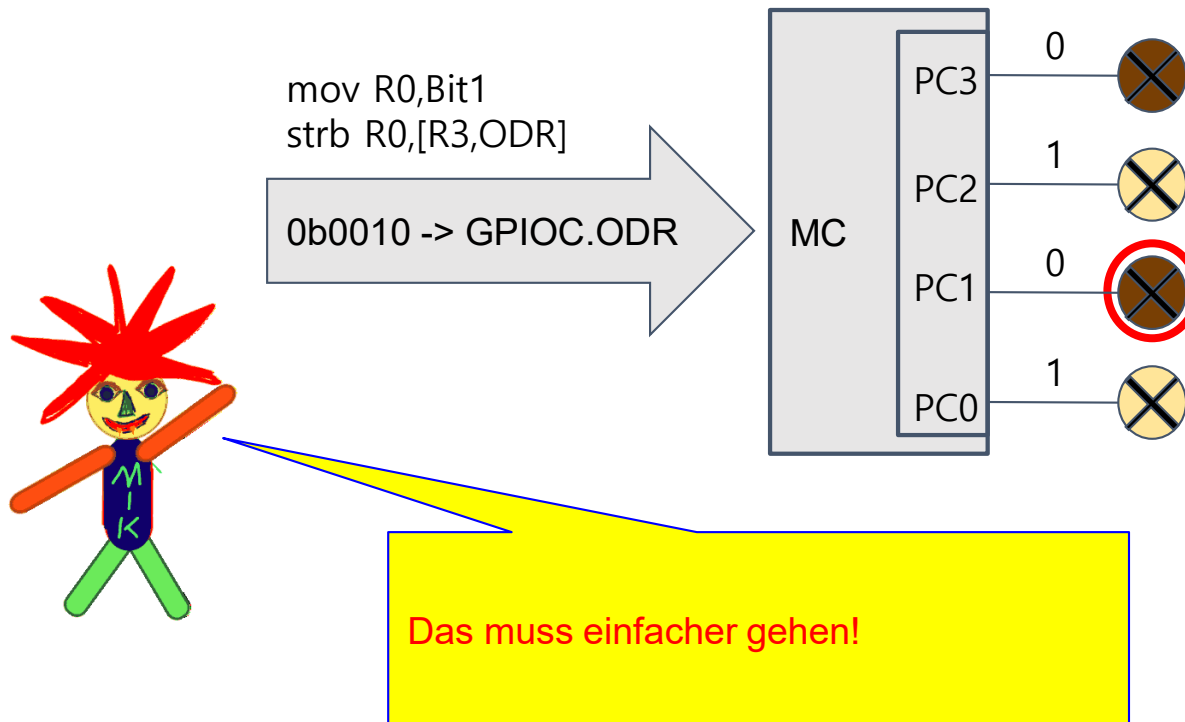 mov R0,Bit1
strb R0,[R3,ODR]
0b0010 -> GPIOC.ODR
MC
PC3
0
PC2
1
PC1
0
PC0
1
MIK
Das muss einfacher gehen!